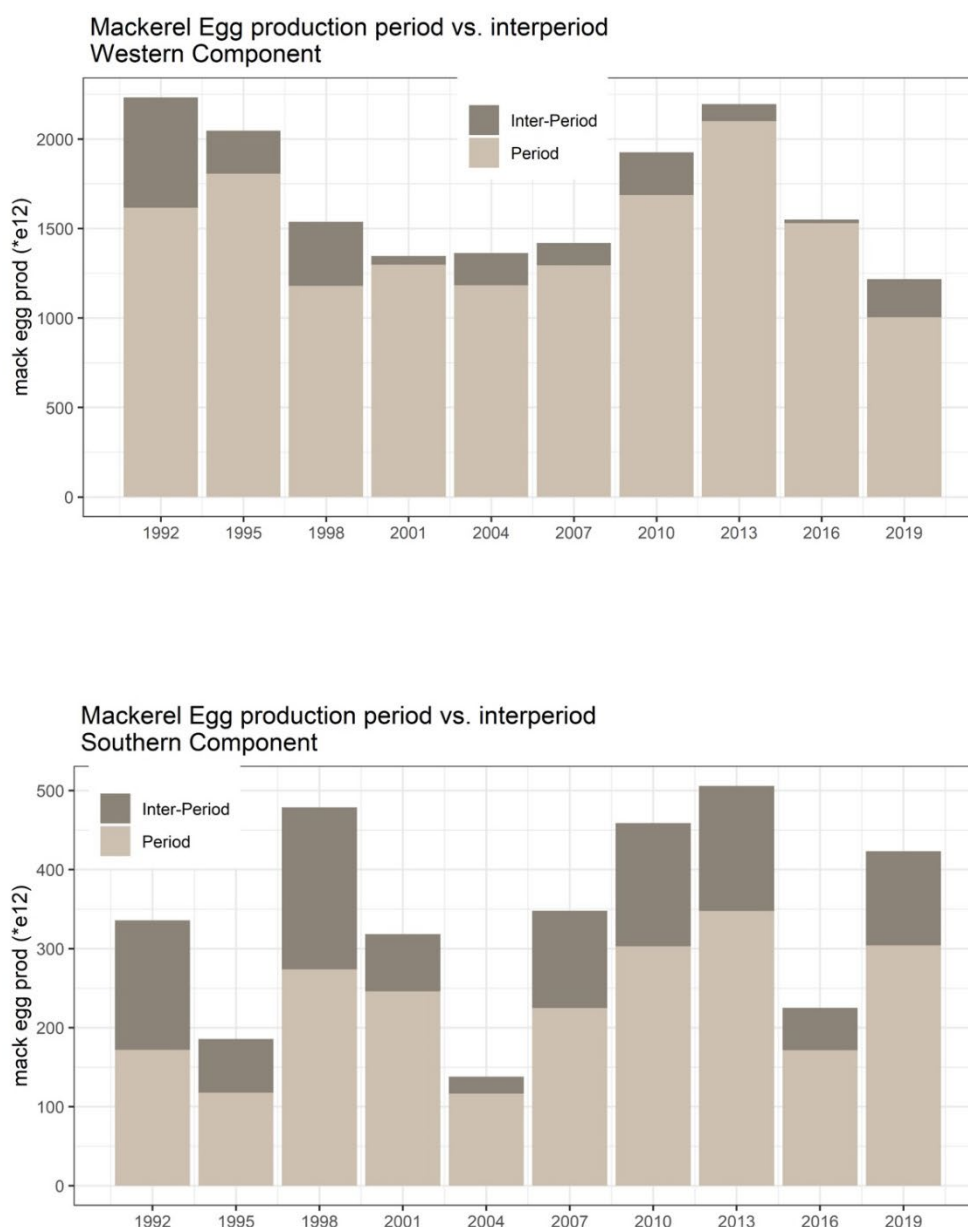 Mackerel Egg production period vs. interperiod
Western Component
mack egg prod (*e12)
2000
1500
1000
500
0
Inter-Period
Period
1992 1995 1998 2001 2004 2007 2010 2013 2016 2019
Mackerel Egg production period vs. interperiod
Southern Component
mack egg prod (*e12)
500
400
300
200
100
0
Inter-Period
Period
1992 1995 1998 2001 2004 2007 2010 2013 2016 2019